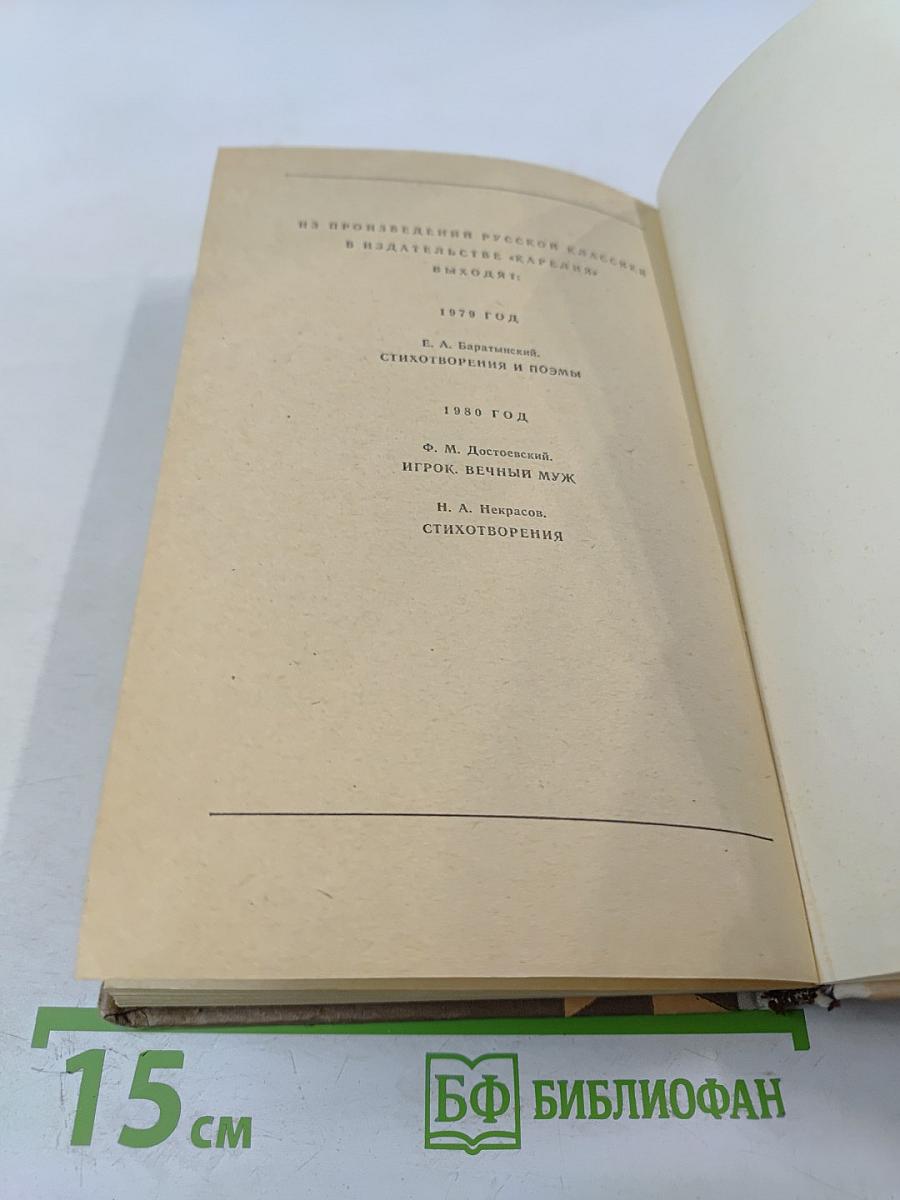 ИЗ ПРОИЗВЕДЕНИЙ РУССКОЙ КЛАССИКИ
В ИЗДАТЕЛЬСТВЕ «КАРЕЛИЯ»
ВЫХОДЯТ:
1979 ГОД
Е. А. Баратынский.
СТИХОТВОРЕНИЯ И ПОЭМЫ
1980 ГОД
Ф. М. Достоевский.
ИГРОК. ВЕЧНЫЙ МУЖ
Н. А. Некрасов.
СТИХОТВОРЕНИЯ
15 см
БФ БИБЛИОФАН